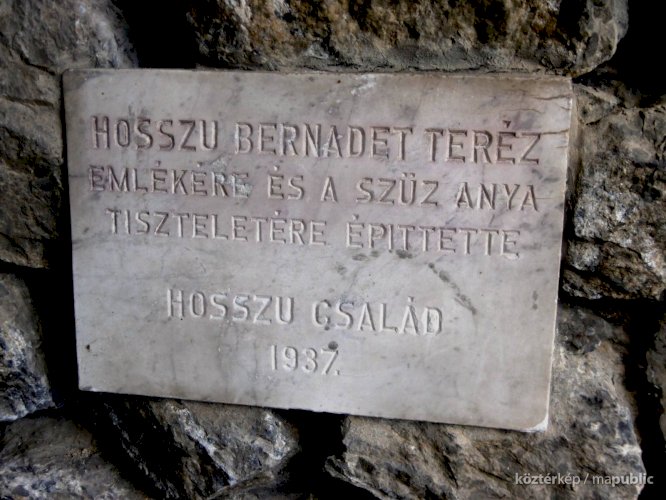 HOSSZU BERNADET TERÉZ
EMLÉKÉRE ÉS A SZÜZ ANYA
TISZTELETÉRE ÉPITTETTE
HOSSZU CSALÁD
1937.
köztérkép / mapublic